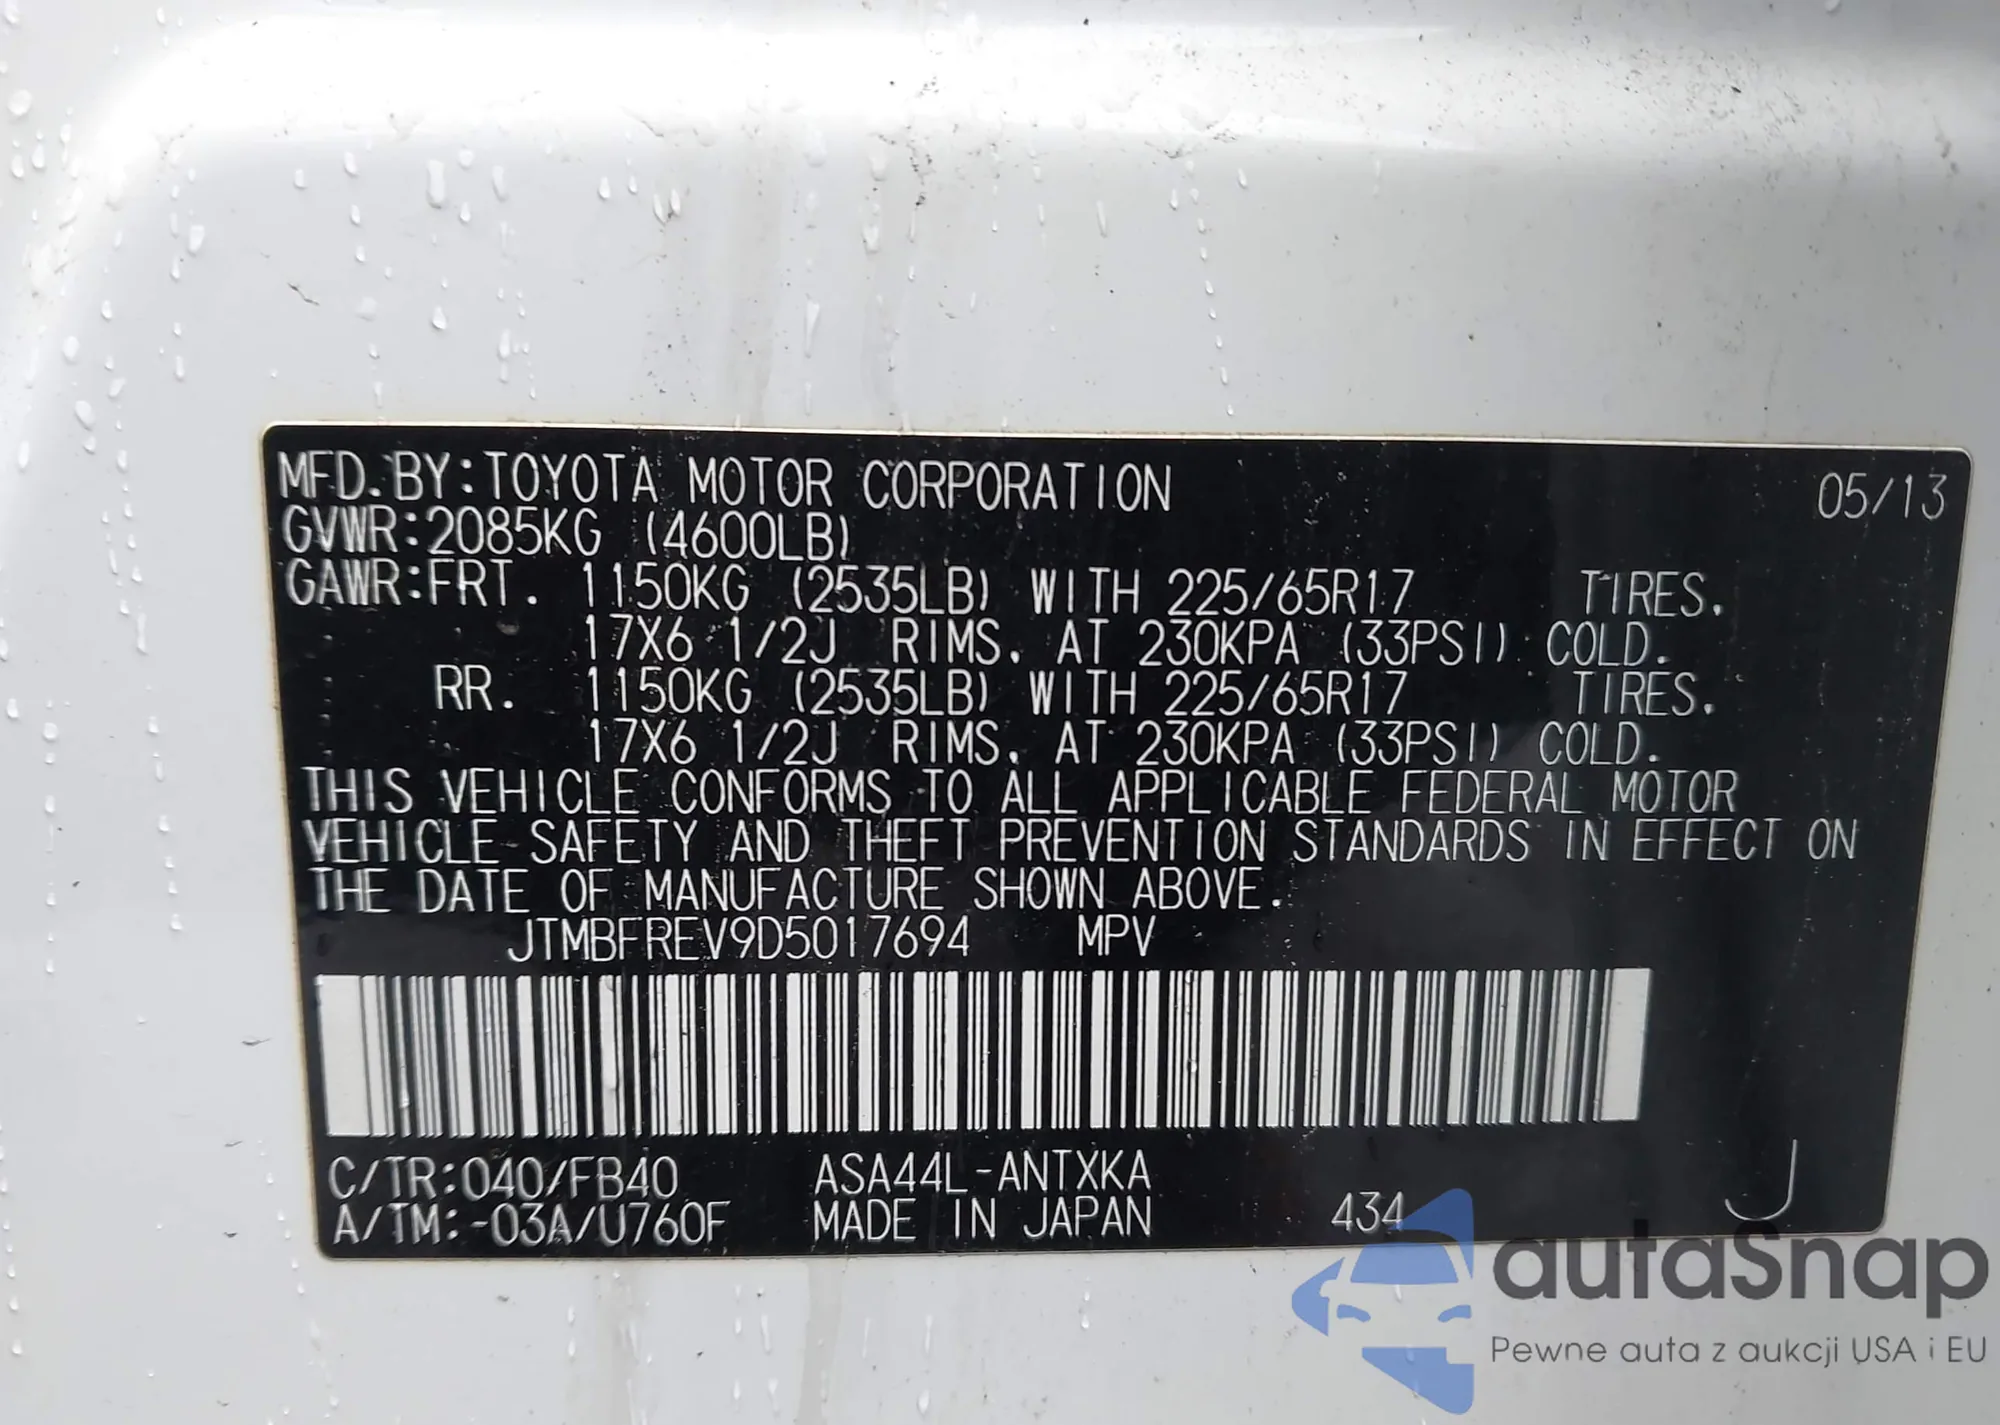 MFD. BY: TOYOTA MOTOR CORPORATION 05/13
GVWR: 2085KG (4600LB)
GAWR: FRT. 1150KG (2535LB) WITH 225/65R17 TIRES.
17X6 1/2J RIMS. AT 230KPA (33PSI) COLD.
RR. 1150KG (2535LB) WITH 225/65R17 TIRES.
17X6 1/2J RIMS. AT 230KPA (33PSI) COLD.
THIS VEHICLE CONFORMS TO ALL APPLICABLE FEDERAL MOTOR
VEHICLE SAFETY AND THEFT PREVENTION STANDARDS IN EFFECT ON
THE DATE OF MANUFACTURE SHOWN ABOVE.
JTMBFREV9D5017694 MPV
C/TR: 040/FB40 ASA44L-ANTXKA
A/TM: -03A/U760F MADE IN JAPAN 434 J
autaSnap
Pewne auta z aukcji USA i EU